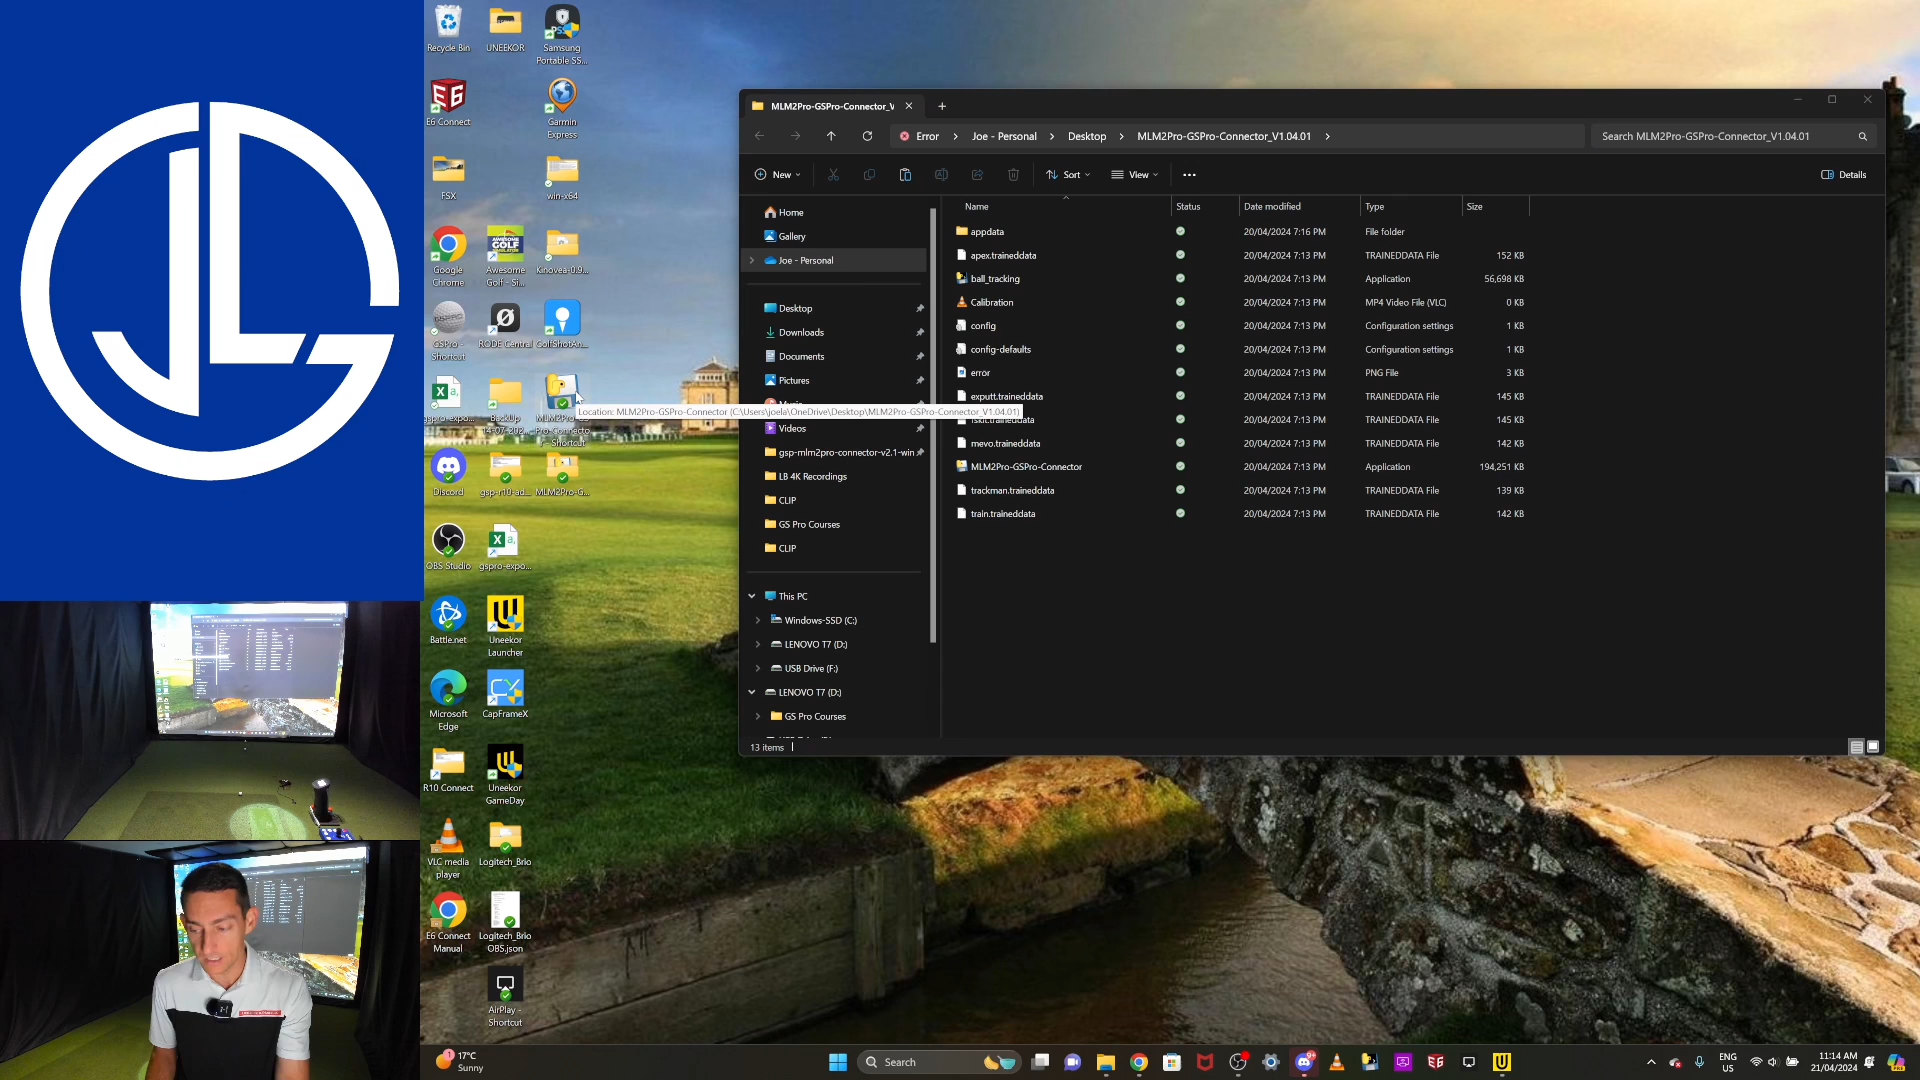 Recycle Bin
UNEEKOR
Samsung
Portable SS...
E6 Connect
Garmin
Express
FSX
win-x64
Google
Chrome
Awesome
Golf - Si...
Kinovea-0.9...
GSPro -
Shortcut
RODE Central
GolfShotAn...
gspro-expo...
BackUp
14-07-202...
MLM2Pro-GS
Pro-Connecto
r - Shortcut
Discord
gsp-r10-ad...
MLM2Pro-G...
OBS Studio
gspro-expo...
Battle.net
Uneekor
Launcher
Microsoft
Edge
CapFrameX
R10 Connect
Uneekor
GameDay
VLC media
player
Logitech_Brio
E6 Connect
Manual
Logitech_Brio
OBS.json
AirPlay -
Shortcut
MLM2Pro-GSPro-Connector_V
Error > Joe - Personal > Desktop > MLM2Pro-GSPro-Connector_V1.04.01 >
Search MLM2Pro-GSPro-Connector_V1.04.01
New Sort View ... Details
Home
Gallery
Joe - Personal
Desktop
Downloads
Documents
Pictures
Videos
gsp-mlm2pro-connector-v2.1-win
LB 4K Recordings
CLIP
GS Pro Courses
CLIP
This PC
Windows-SSD (C:)
LENOVO T7 (D:)
USB Drive (F:)
LENOVO T7 (D:)
GS Pro Courses
Name Status Date modified Type Size
appdata 20/04/2024 7:16 PM File folder
apex.traineddata 20/04/2024 7:13 PM TRAINEDDATA File 152 KB
ball_tracking 20/04/2024 7:13 PM Application 56,698 KB
Calibration 20/04/2024 7:13 PM MP4 Video File (VLC) 0 KB
config 20/04/2024 7:13 PM Configuration settings 1 KB
config-defaults 20/04/2024 7:13 PM Configuration settings 1 KB
error 20/04/2024 7:13 PM PNG File 3 KB
exputt.traineddata 20/04/2024 7:13 PM TRAINEDDATA File 145 KB
Location: MLM2Pro-GSPro-Connector (C:\Users\joela\OneDrive\Desktop\MLM2Pro-GSPro-Connector_V1.04.01)
20/04/2024 7:13 PM TRAINEDDATA File 145 KB
mevo.traineddata 20/04/2024 7:13 PM TRAINEDDATA File 142 KB
MLM2Pro-GSPro-Connector 20/04/2024 7:13 PM Application 194,251 KB
trackman.traineddata 20/04/2024 7:13 PM TRAINEDDATA File 139 KB
train.traineddata 20/04/2024 7:13 PM TRAINEDDATA File 142 KB
13 items
17°C
Sunny
Search
ENG
US
11:14 AM
21/04/2024